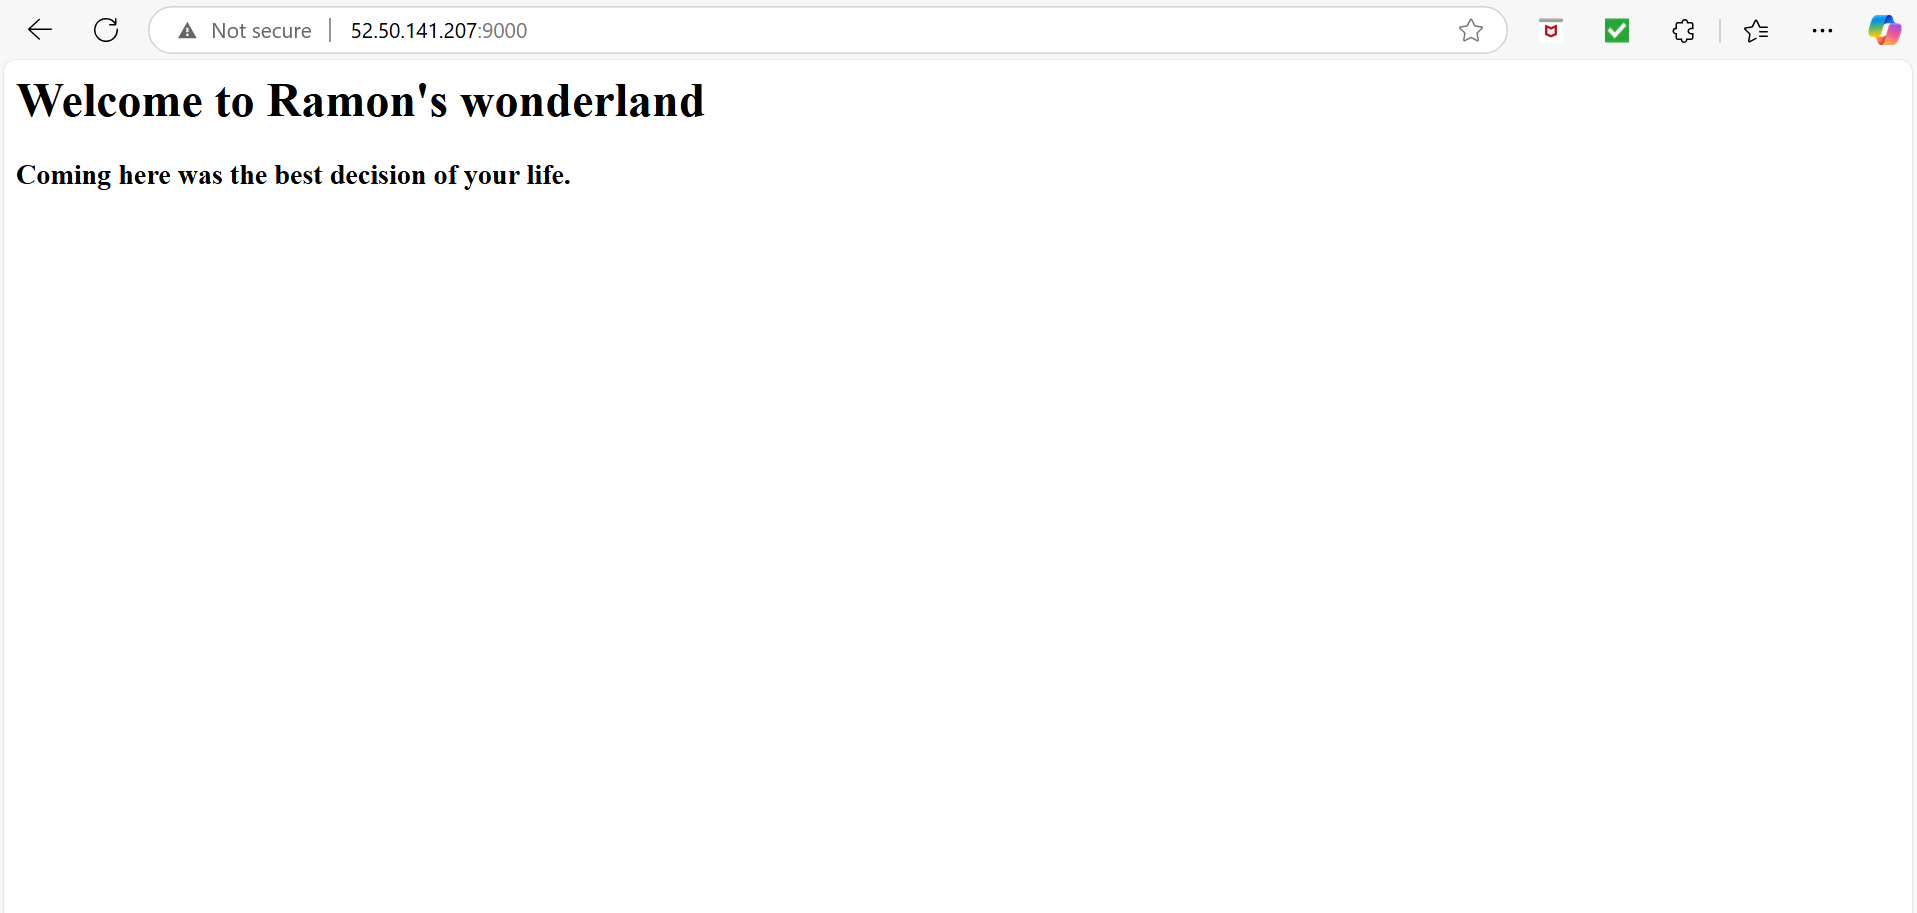 Not secure
52.50.141.207:9000
Welcome to Ramon's wonderland
Coming here was the best decision of your life.